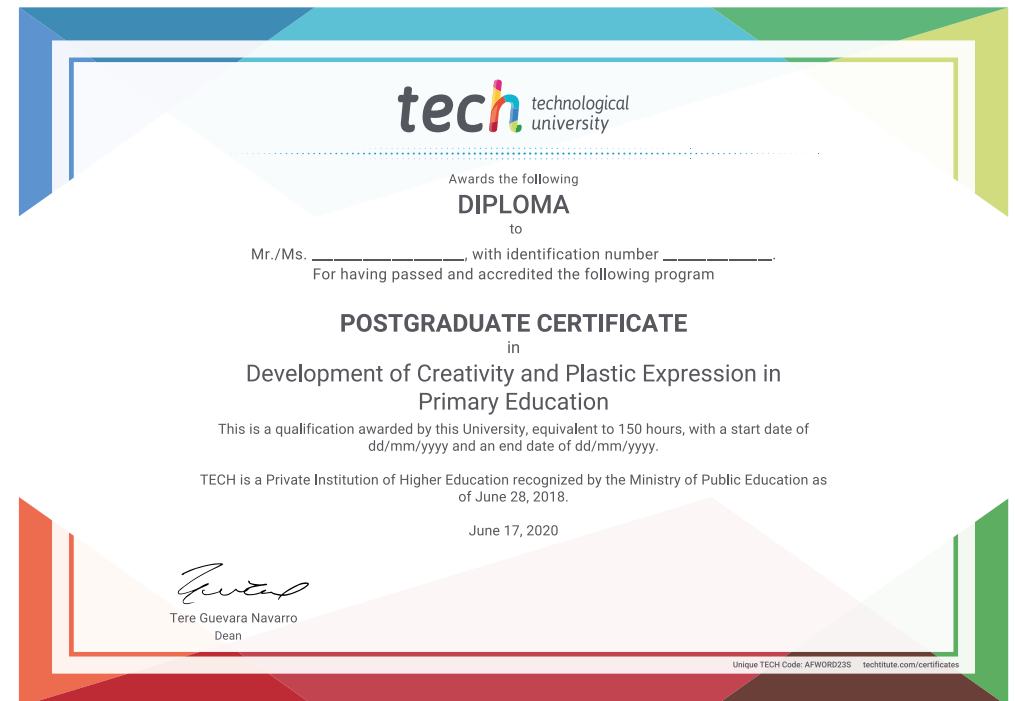 tech technological
university
Awards the following
DIPLOMA
to
Mr./Ms. ________________, with identification number ____________.
For having passed and accredited the following program
POSTGRADUATE CERTIFICATE
in
Development of Creativity and Plastic Expression in
Primary Education
This is a qualification awarded by this University, equivalent to 150 hours, with a start date of
dd/mm/yyyy and an end date of dd/mm/yyyy.
TECH is a Private Institution of Higher Education recognized by the Ministry of Public Education as
of June 28, 2018.
June 17, 2020
Tere Guevara Navarro
Dean
Unique TECH Code: AFWORD23S techtitute.com/certificates